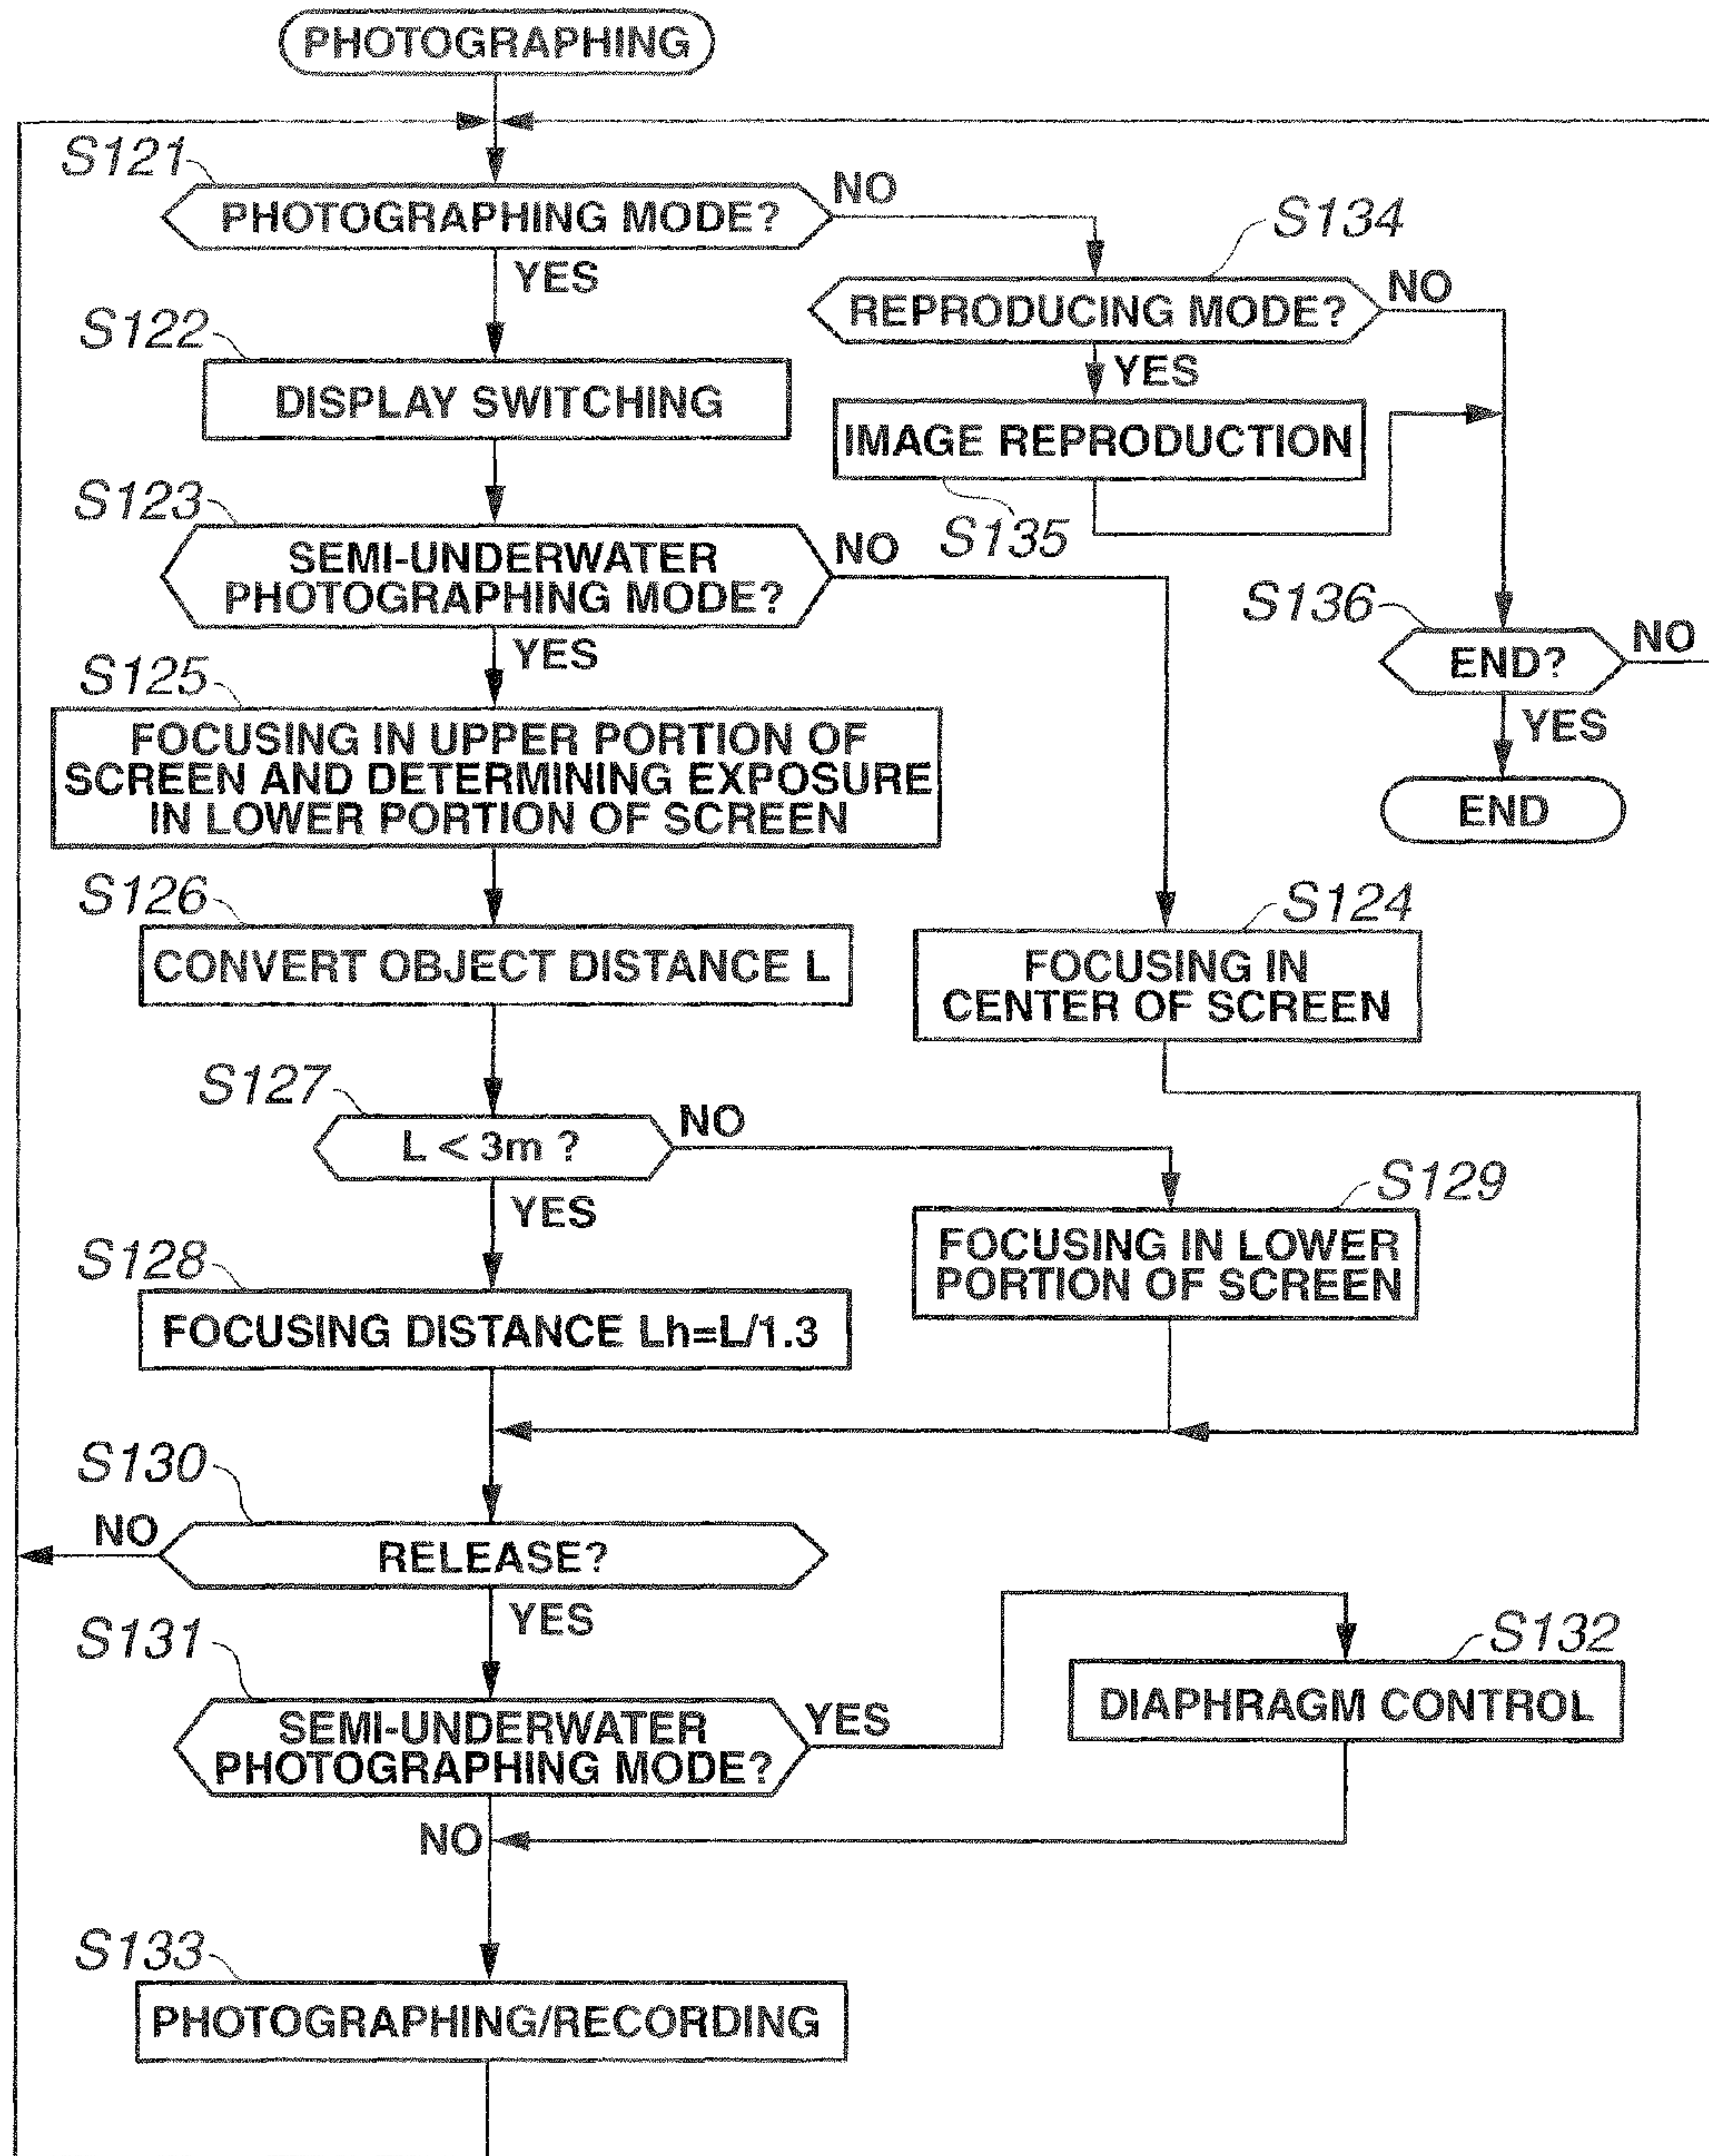 PHOTOGRAPHING
S121
PHOTOGRAPHING MODE?
NO
YES
S134
REPRODUCING MODE?
NO
YES
S122
DISPLAY SWITCHING
IMAGE REPRODUCTION
S135
S123
SEMI-UNDERWATER
PHOTOGRAPHING MODE?
NO
YES
S136
END?
NO
YES
END
S125
FOCUSING IN UPPER PORTION OF
SCREEN AND DETERMINING EXPOSURE
IN LOWER PORTION OF SCREEN
S126
CONVERT OBJECT DISTANCE L
S124
FOCUSING IN
CENTER OF SCREEN
S127
L < 3m ?
NO
YES
S129
FOCUSING IN LOWER
PORTION OF SCREEN
S128
FOCUSING DISTANCE Lh=L/1.3
S130
NO
RELEASE?
YES
S131
SEMI-UNDERWATER
PHOTOGRAPHING MODE?
YES
S132
DIAPHRAGM CONTROL
NO
S133
PHOTOGRAPHING/RECORDING